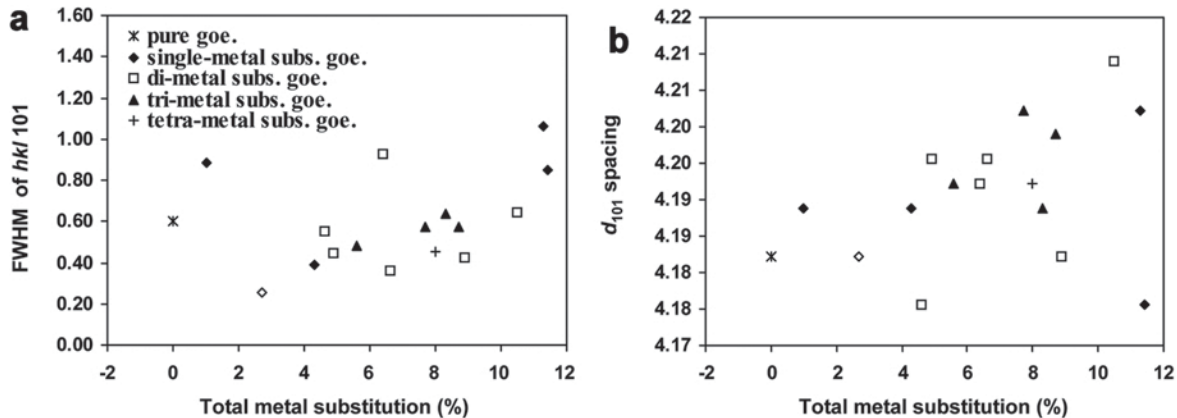 a
1.60
1.40
1.20
1.00
0.80
0.60
0.40
0.20
0.00
FWHM of hkl 101
pure goe.
single-metal subs. goe.
di-metal subs. goe.
tri-metal subs. goe.
tetra-metal subs. goe.
-2 0 2 4 6 8 10 12
Total metal substitution (%)
b
4.22
4.21
4.21
4.20
4.20
4.19
4.19
4.18
4.18
4.17
d101 spacing
-2 0 2 4 6 8 10 12
Total metal substitution (%)